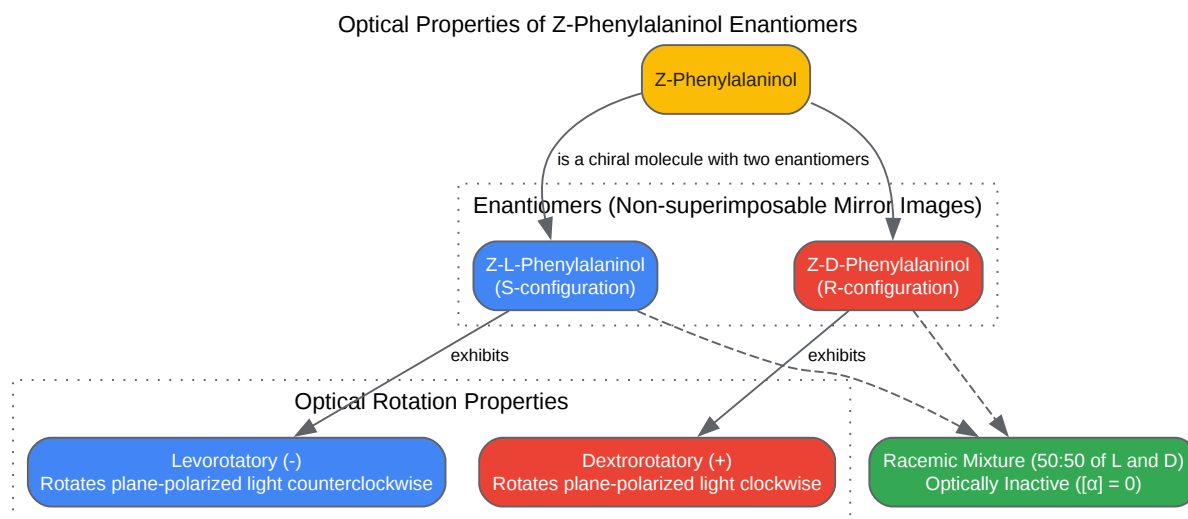 Optical Properties of Z-Phenylalaninol Enantiomers
Z-Phenylalaninol
is a chiral molecule with two enantiomers
Enantiomers (Non-superimposable Mirror Images)
Z-L-Phenylalaninol
(S-configuration)
Z-D-Phenylalaninol
(R-configuration)
exhibits
exhibits
Optical Rotation Properties
Levorotatory (-)
Rotates plane-polarized light counterclockwise
Dextrorotatory (+)
Rotates plane-polarized light clockwise
Racemic Mixture (50:50 of L and D)
Optically Inactive ([α] = 0)